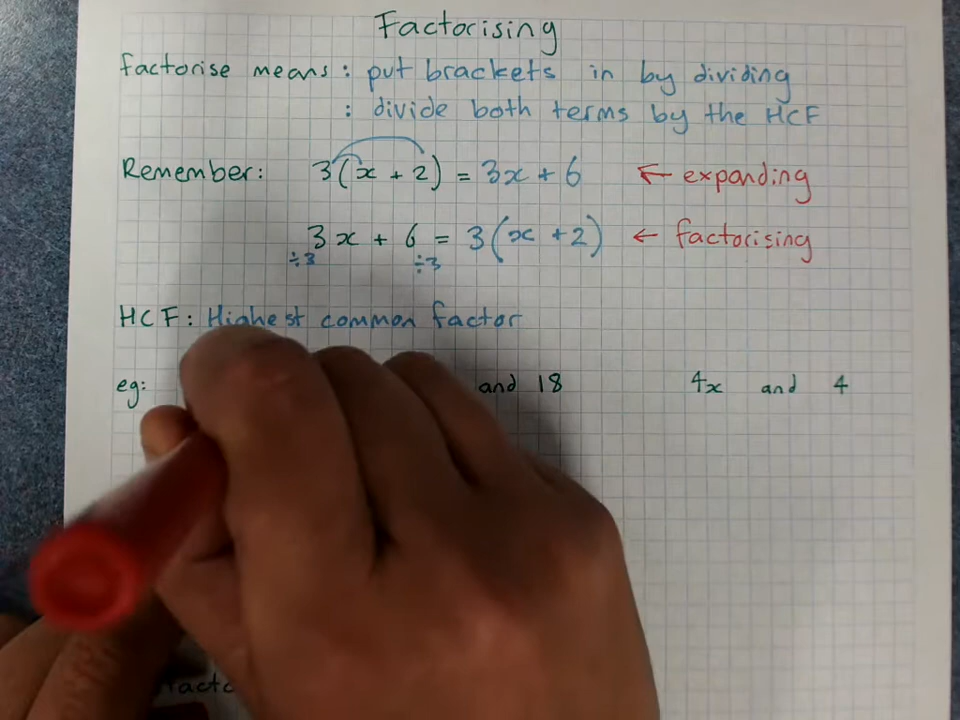 Factorising
factorise means: put brackets in by dividing
: divide both terms by the HCF
Remember: 3(x + 2) = 3x + 6 ← expanding
3x + 6 = 3(x + 2) ← factorising
÷3 ÷3
HCF: Highest common factor
eg: and 18 4x and 4